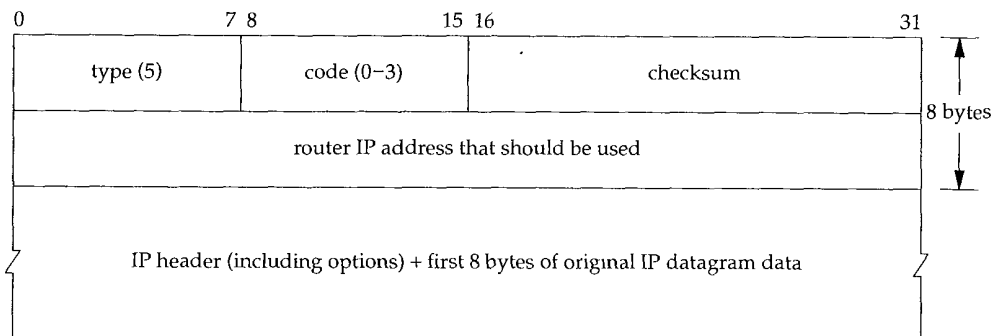 0 7 8 15 16 31
type (5) code (0–3) checksum
8 bytes
router IP address that should be used
IP header (including options) + first 8 bytes of original IP datagram data